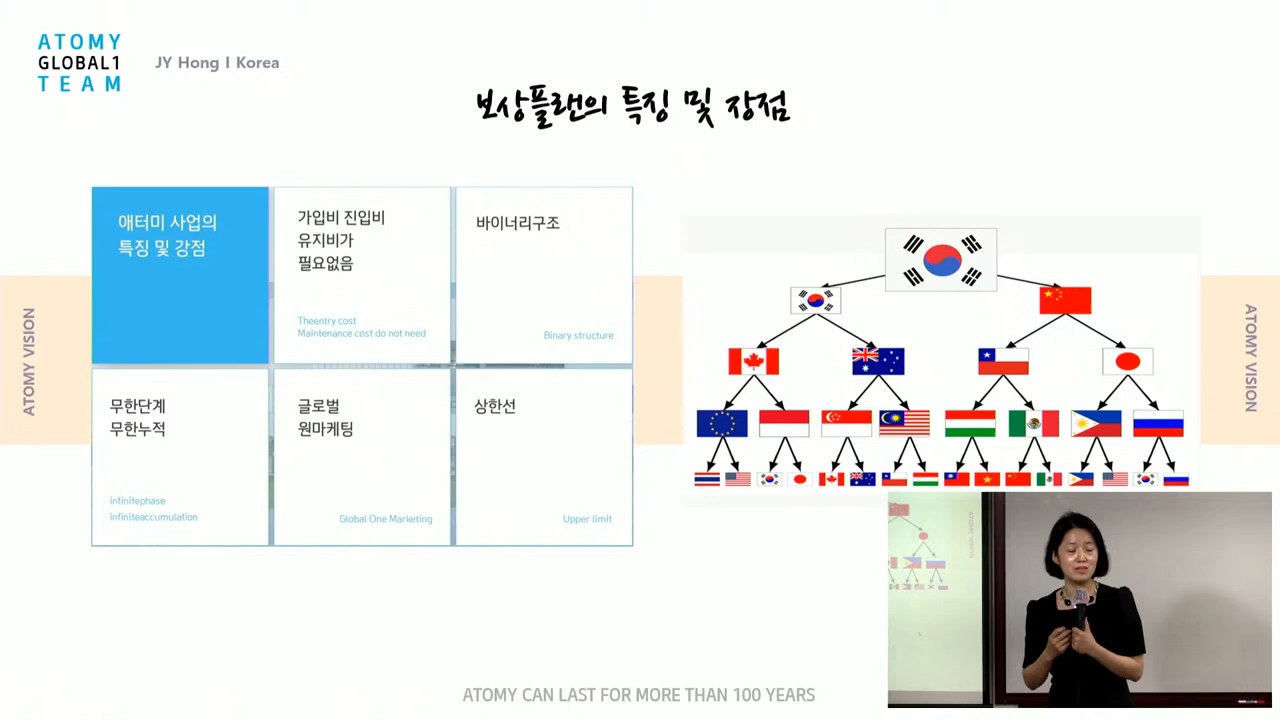 ATOMY
GLOBAL1
TEAM
JY Hong I Korea
보상플랜의 특징 및 장점
애터미 사업의
특징 및 강점
가입비 진입비
유지비가
필요없음
Theentry cost
Maintenance cost do not need
바이너리구조
Binary structure
무한단계
무한누적
infinitephase
infiniteaccumulation
글로벌
원마케팅
Global One Marketing
상한선
Upper limit
ATOMY VISION
ATOMY VISION
ATOMY CAN LAST FOR MORE THAN 100 YEARS